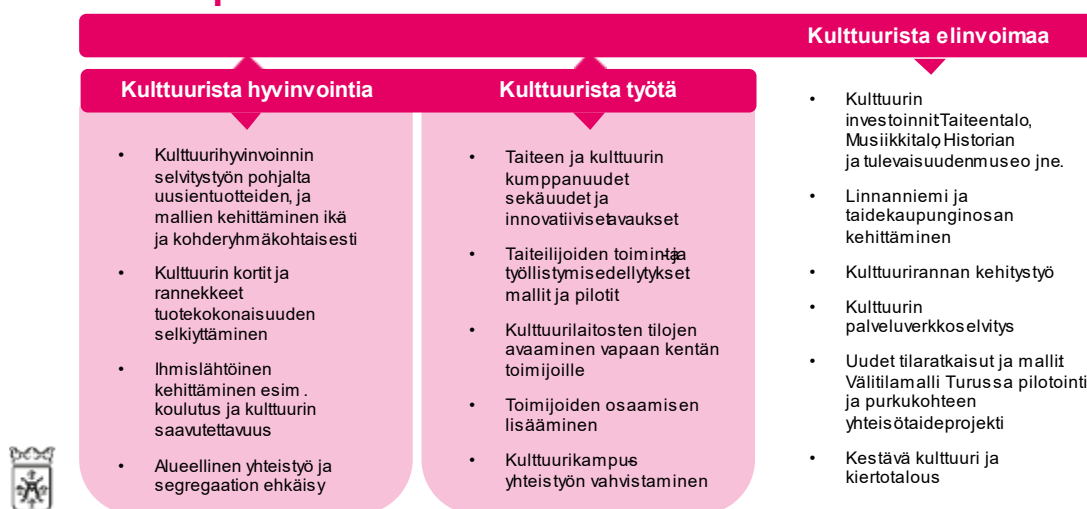 Kulttuurista elinvoimaa
Kulttuurista hyvinvointia
• Kulttuurihyvinvoinnin
selvitystyön pohjalta
uusientuotteiden, ja
mallien kehittäminen ikä-
ja kohderyhmäkohtaisesti
• Kulttuurin kortit ja
rannekkeet
tuotekokonaisuuden
selkiyttäminen
• Ihmislähtöinen
kehittäminen esim.
koulutus ja kulttuurin
saavutettavuus
• Alueellinen yhteistyö ja
segregaation ehkäisy
Kulttuurista työtä
• Taiteen ja kulttuurin
kumppanuudet
sekäuudet ja
innovatiivisetavaukset
• Taiteilijoiden toiminta-ja
työllistymisedellytykset
mallit ja pilotit
• Kulttuurilaitosten tilojen
avaaminen vapaan kentän
toimijoille
• Toimijoiden osaamisen
lisääminen
• Kulttuurikampus-
yhteistyön vahvistaminen
• Kulttuurin
investoinnit:Taiteentalo,
Musiikkitalo, Historian
ja tulevaisuudenmuseo jne.
• Linnanniemi ja
taidekaupunginosan
kehittäminen
• Kulttuurirannan kehitystyö
• Kulttuurin
palveluverkkoselvitys
• Uudet tilaratkaisut ja mallit:
Välitilamalli Turussa pilotointi
ja purkukohteen
yhteisötaideprojekti
• Kestävä kulttuuri ja
kiertotalous